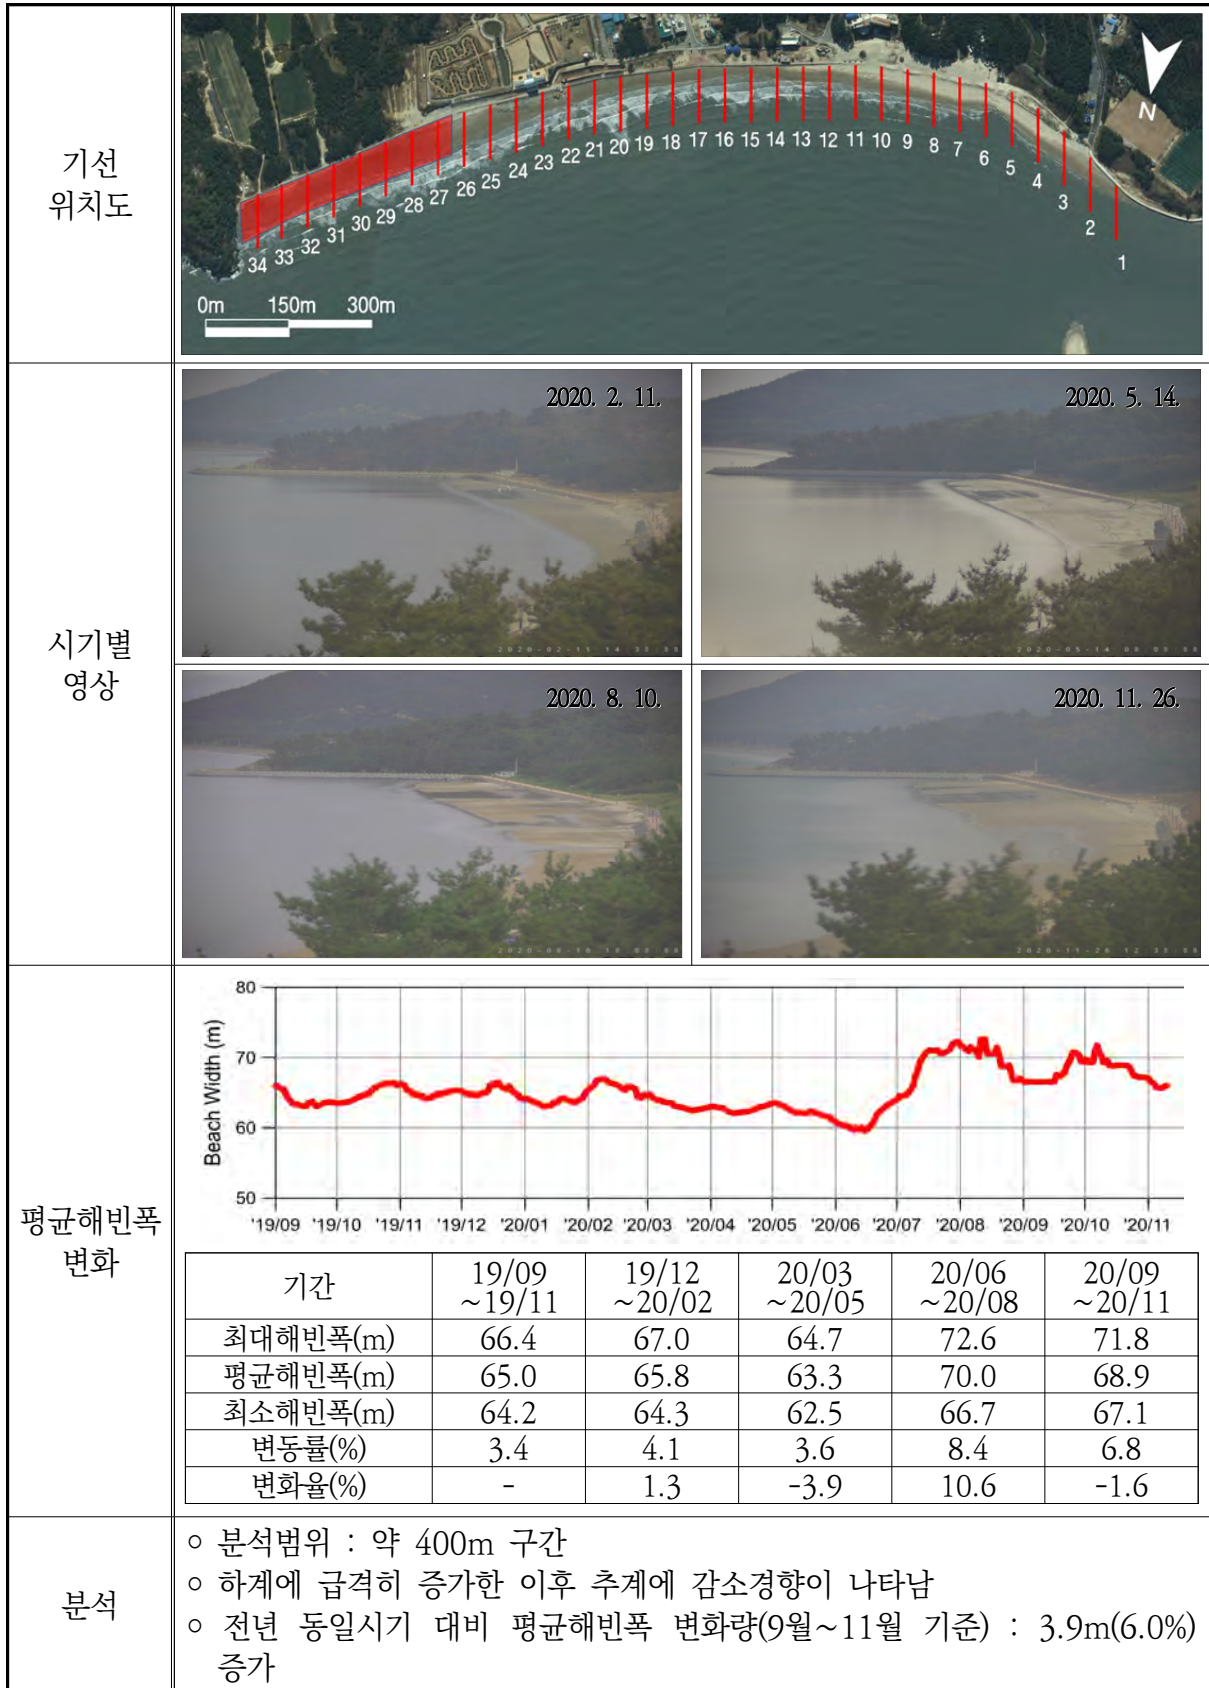 기선
위치도
N
34 33 32 31 30 29 28 27 26 25 24 23 22 21 20 19 18 17 16 15 14 13 12 11 10 9 8 7 6 5 4 3 2 1
0m 150m 300m
시기별
영상
2020. 2. 11.
2020-02-11 14 30:00
2020. 5. 14.
2020. 8. 10.
2020. 11. 26.
평균해빈폭
변화
Beach Width (m)
80
70
60
50
'19/09 '19/10 '19/11 '19/12 '20/01 '20/02 '20/03 '20/04 '20/05 '20/06 '20/07 '20/08 '20/09 '20/10 '20/11
기간 19/09 ~19/11 19/12 ~20/02 20/03 ~20/05 20/06 ~20/08 20/09 ~20/11
최대해빈폭(m) 66.4 67.0 64.7 72.6 71.8
평균해빈폭(m) 65.0 65.8 63.3 70.0 68.9
최소해빈폭(m) 64.2 64.3 62.5 66.7 67.1
변동률(%) 3.4 4.1 3.6 8.4 6.8
변화율(%) - 1.3 -3.9 10.6 -1.6
분석
○ 분석범위 : 약 400m 구간
○ 하계에 급격히 증가한 이후 추계에 감소경향이 나타남
○ 전년 동일시기 대비 평균해빈폭 변화량(9월~11월 기준) : 3.9m(6.0%)
증가